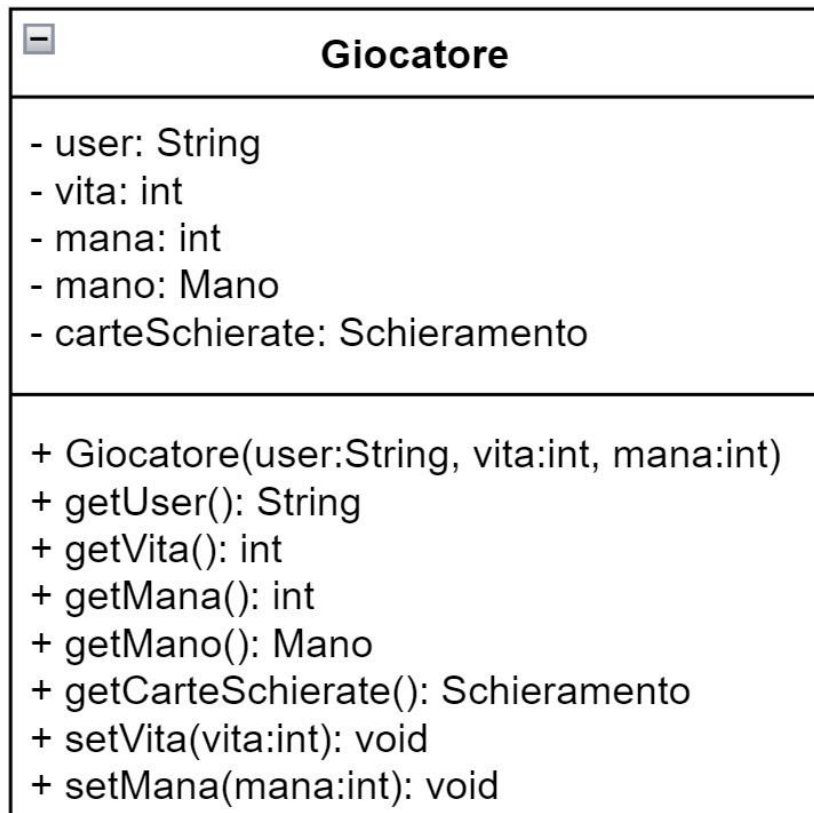 Giocatore
- user: String
- vita: int
- mana: int
- mano: Mano
- carteSchierate: Schieramento
+ Giocatore(user:String, vita:int, mana:int)
+ getUser(): String
+ getVita(): int
+ getMana(): int
+ getMano(): Mano
+ getCarteSchierate(): Schieramento
+ setVita(vita:int): void
+ setMana(mana:int): void